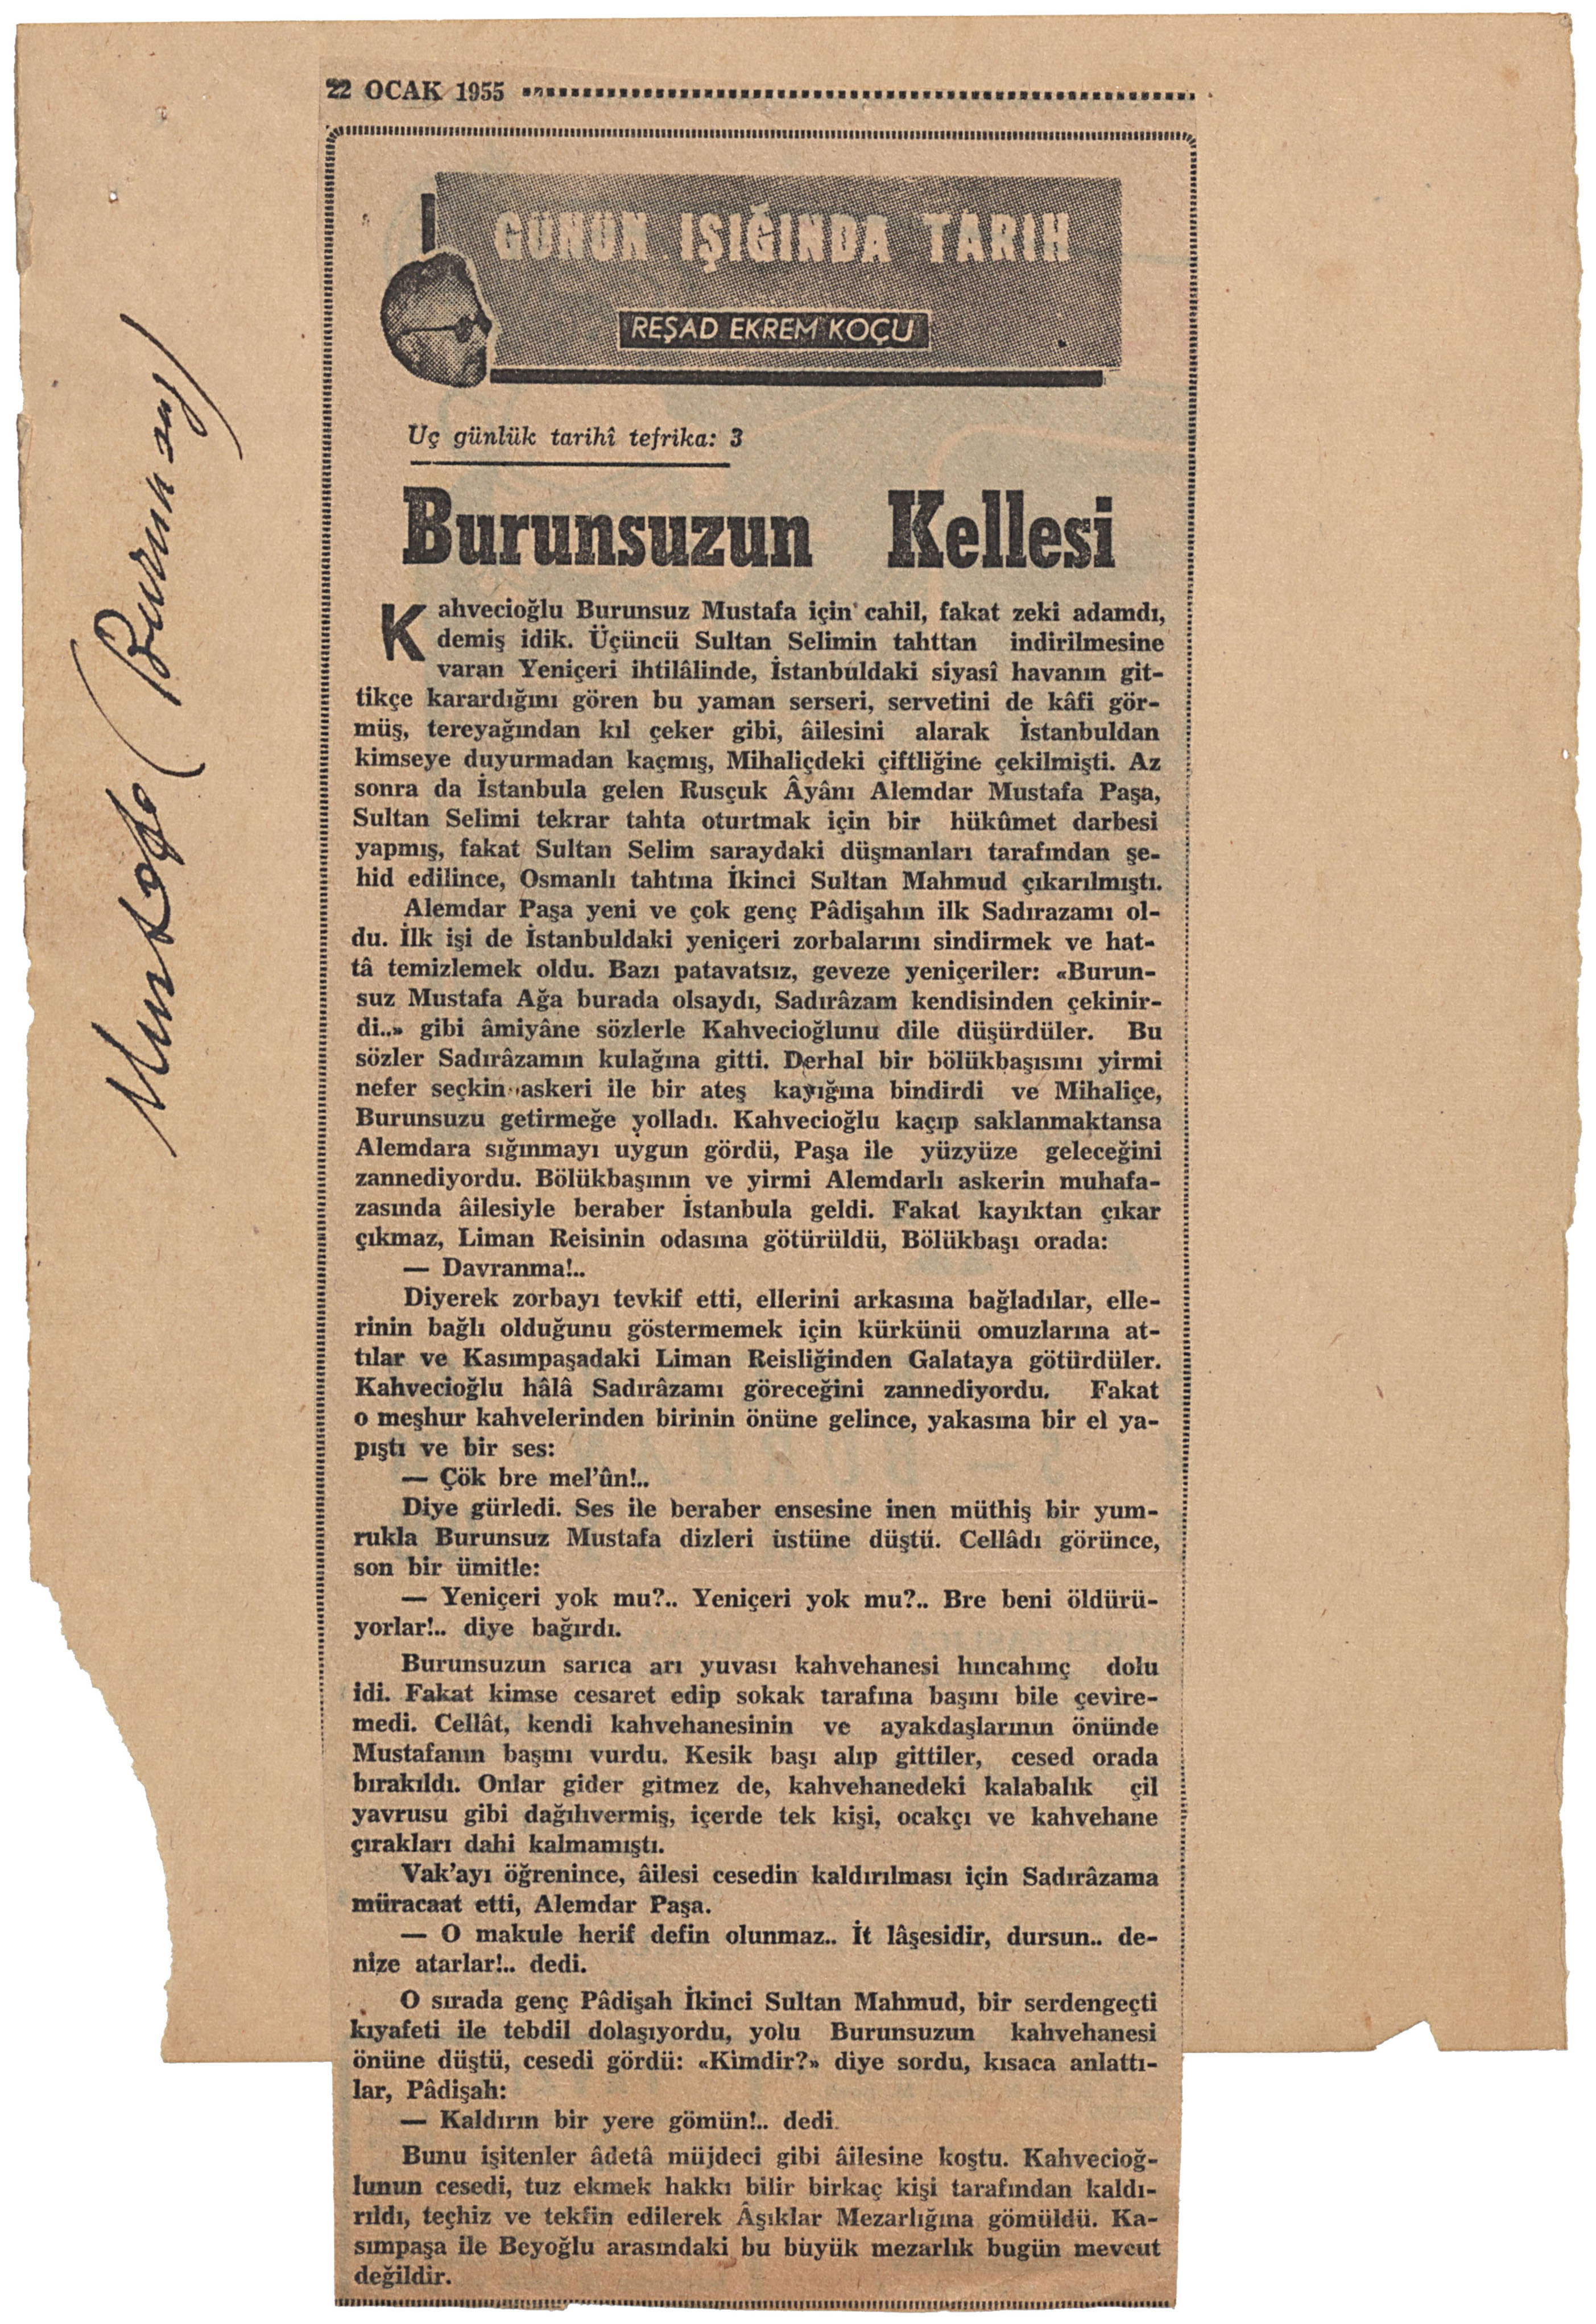 22 OCAK 1955
GÜNÜN IŞIĞINDA TARIH
REŞAD EKREM KOÇU
Uç günlük tarihî tefrika: 3
Burunsuzun Kellesi
Kahvecioğlu Burunsuz Mustafa için cahil, fakat zeki adamdı,
demiş idik. Üçüncü Sultan Selimin tahttan indirilmesine
varan Yeniçeri ihtilâlinde, İstanbuldaki siyasî havanın git-
tikçe karardığını gören bu yaman serseri, servetini de kâfi gör-
müş, tereyağından kıl çeker gibi, âilesini alarak İstanbuldan
kimseye duyurmadan kaçmış, Mihaliçdeki çiftliğine çekilmişti. Az
sonra da İstanbula gelen Rusçuk Âyânı Alemdar Mustafa Paşa,
Sultan Selimi tekrar tahta oturtmak için bir hükûmet darbesi
yapmış, fakat Sultan Selim saraydaki düşmanları tarafından şe-
hid edilince, Osmanlı tahtına İkinci Sultan Mahmud çıkarılmıştı.
Alemdar Paşa yeni ve çok genç Pâdişahın ilk Sadırazamı ol-
du. İlk işi de İstanbuldaki yeniçeri zorbalarını sindirmek ve hat-
tâ temizlemek oldu. Bazı patavatsız, geveze yeniçeriler: «Burun-
suz Mustafa Ağa burada olsaydı, Sadırâzam kendisinden çekinir-
di..» gibi âmiyâne sözlerle Kahvecioğlunu dile düşürdüler. Bu
sözler Sadırâzamın kulağına gitti. Derhal bir bölükbaşısını yirmi
nefer seçkin askeri ile bir ateş kayığına bindirdi ve Mihaliçe,
Burunsuzu getirmeğe yolladı. Kahvecioğlu kaçıp saklanmaktansa
Alemdara sığınmayı uygun gördü, Paşa ile yüzyüze geleceğini
zannediyordu. Bölükbaşının ve yirmi Alemdarlı askerin muhafa-
zasında âilesiyle beraber İstanbula geldi. Fakat kayıktan çıkar
çıkmaz, Liman Reisinin odasına götürüldü, Bölükbaşı orada:
— Davranma!..
Diyerek zorbayı tevkif etti, ellerini arkasına bağladılar, elle-
rinin bağlı olduğunu göstermemek için kürkünü omuzlarına at-
tılar ve Kasımpaşadaki Liman Reisliğinden Galataya götürdüler.
Kahvecioğlu hâlâ Sadırâzamı göreceğini zannediyordu. Fakat
o meşhur kahvelerinden birinin önüne gelince, yakasına bir el ya-
pıştı ve bir ses:
— Çök bre mel'ûn!..
Diye gürledi. Ses ile beraber ensesine inen müthiş bir yum-
rukla Burunsuz Mustafa dizleri üstüne düştü. Cellâdı görünce,
son bir ümitle:
— Yeniçeri yok mu?.. Yeniçeri yok mu?.. Bre beni öldürü-
yorlar!.. diye bağırdı.
Burunsuzun sarıca arı yuvası kahvehanesi hıncahınç dolu
idi. Fakat kimse cesaret edip sokak tarafına başını bile çevire-
medi. Cellât, kendi kahvehanesinin ve ayakdaşlarının önünde
Mustafanın başını vurdu. Kesik başı alıp gittiler, cesed orada
bırakıldı. Onlar gider gitmez de, kahvehanedeki kalabalık çil
yavrusu gibi dağılıvermiş, içerde tek kişi, ocakçı ve kahvehane
çırakları dahi kalmamıştı.
Vak'ayı öğrenince, âilesi cesedin kaldırılması için Sadırâzama
müracaat etti, Alemdar Paşa.
— O makule herif defin olunmaz.. İt lâşesidir, dursun.. de-
nize atarlar!.. dedi.
O sırada genç Pâdişah İkinci Sultan Mahmud, bir serdengeçti
kıyafeti ile tebdil dolaşıyordu, yolu Burunsuzun kahvehanesi
önüne düştü, cesedi gördü: «Kimdir?» diye sordu, kısaca anlattı-
lar, Pâdişah:
— Kaldırın bir yere gömün!.. dedi.
Bunu işitenler âdetâ müjdeci gibi âilesine koştu. Kahvecioğ-
lunun cesedi, tuz ekmek hakkı bilir birkaç kişi tarafından kaldı-
rıldı, teçhiz ve tekfin edilerek Âşıklar Mezarlığına gömüldü. Ka-
sımpaşa ile Beyoğlu arasındaki bu büyük mezarlık bugün mevcut
değildir.
Mustafa (Burunsuz)